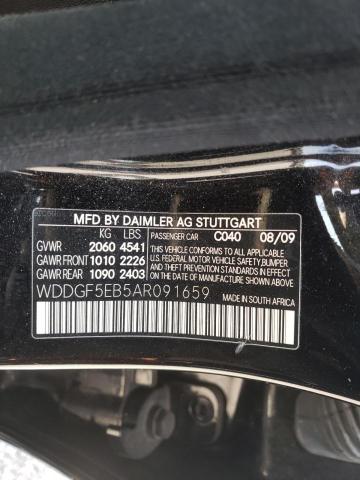 MFD BY DAIMLER AG STUTTGART
KG LBS PASSENGER CAR C040 08/09
GVWR 2060 4541 THIS VEHICLE CONFORMS TO ALL APPLICABLE
GAWR FRONT 1010 2226 U.S. FEDERAL MOTOR VEHICLE SAFETY, BUMPER,
GAWR REAR 1090 2403 AND THEFT PREVENTION STANDARDS IN EFFECT ON THE DATE OF MANUFACTURE SHOWN ABOVE.
WDDGF5EB5AR091659
MADE IN SOUTH AFRICA